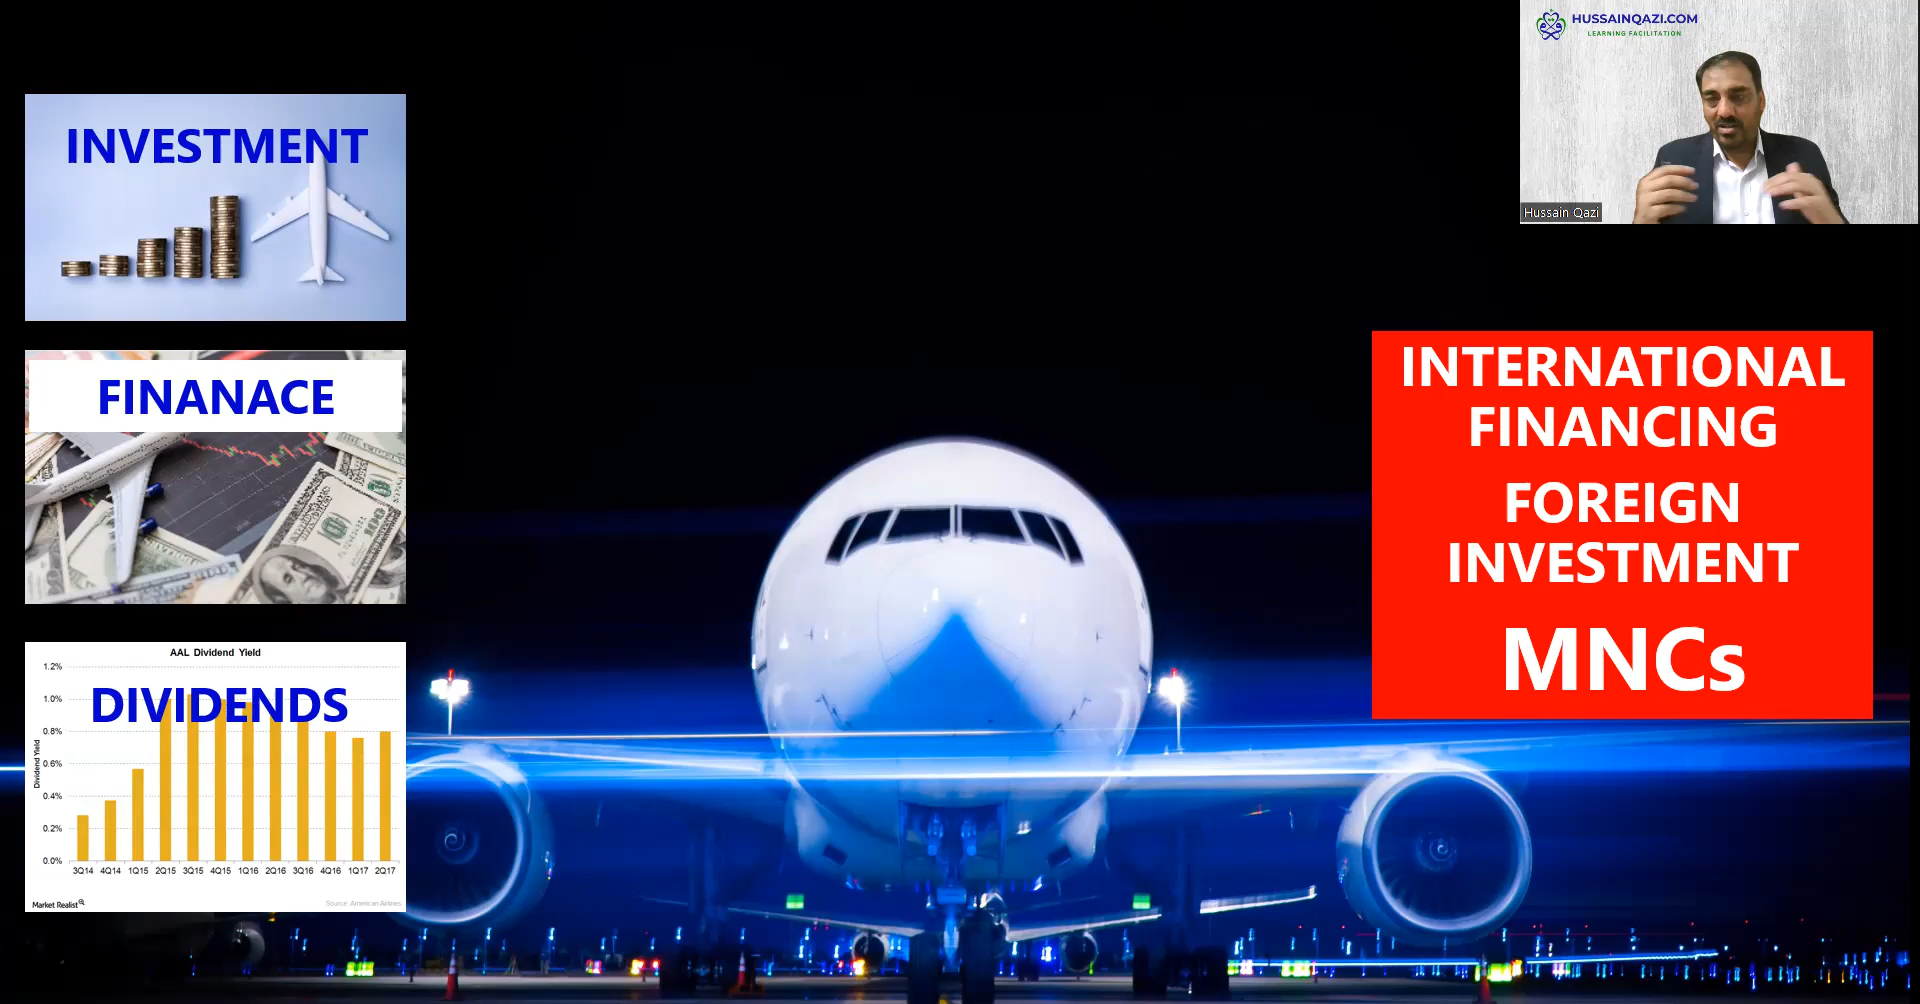 HUSSAINQAZI.COM
LEARNING FACILITATION
Hussain Qazi
INVESTMENT
FINANACE
AAL Dividend Yield
DIVIDENDS
Dividend Yield
1.2%
1.0%
0.8%
0.6%
0.4%
0.2%
0.0%
3Q14 4Q14 1Q15 2Q15 3Q15 4Q15 1Q16 2Q16 3Q16 4Q16 1Q17 2Q17
Market Realist
Source: American Airlines
INTERNATIONAL
FINANCING
FOREIGN
INVESTMENT
MNCs